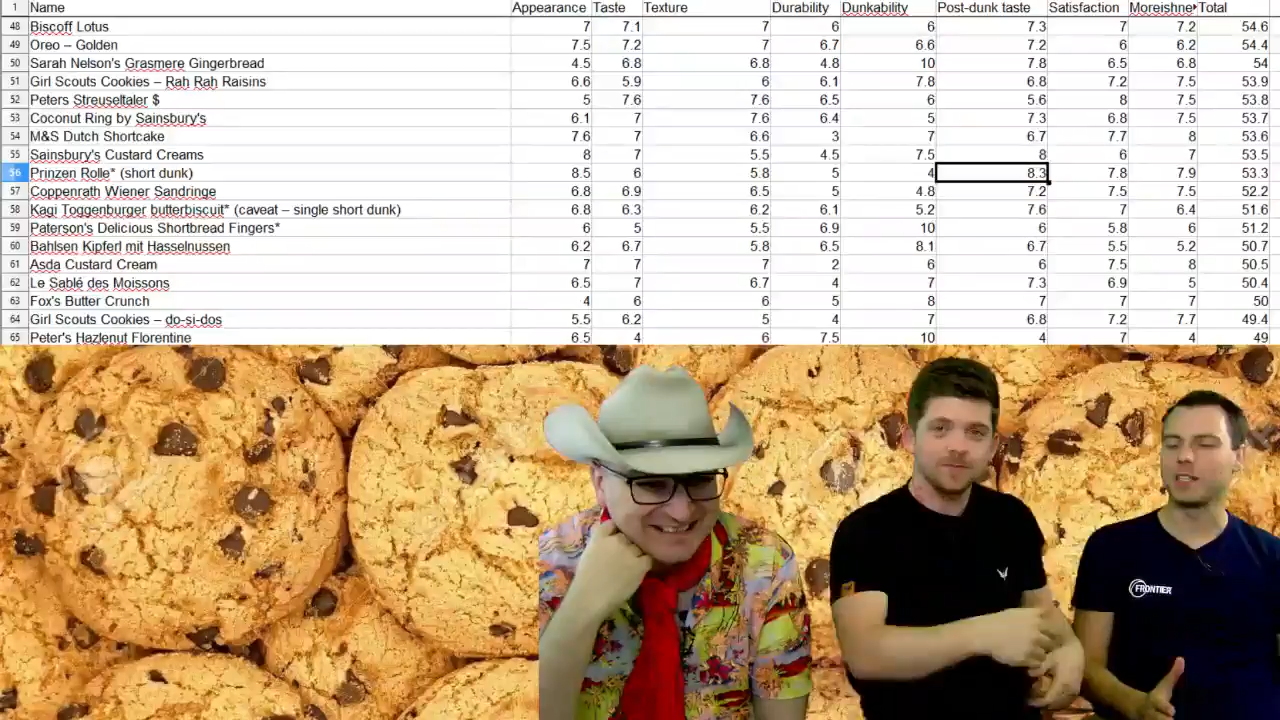 1 Name Appearance Taste Texture Durability Dunkability Post-dunk taste Satisfaction Total
48 Biscoff Lotus 7 7.1 7 6 6 7.3 7 7.2 54.6
49 Oreo – Golden 7.5 7.2 7 6.7 6.6 7.2 6 6.2 54.4
50 Sarah Nelson's Grasmere Gingerbread 4.5 6.8 6.8 4.8 10 7.8 6.5 6.8 54
51 Girl Scouts Cookies – Rah Rah Raisins 6.6 5.9 6 6.1 7.8 6.8 7.2 7.5 53.9
52 Peters Streuseltaler $ 5 7.6 7.6 6.5 6 5.6 8 7.5 53.8
53 Coconut Ring by Sainsbury's 6.1 7 7.6 6.4 5 7.3 6.8 7.5 53.7
54 M&S Dutch Shortcake 7.6 7 6.6 3 7 6.7 7.7 8 53.6
55 Sainsbury's Custard Creams 8 7 5.5 4.5 7.5 8 6 7 53.5
56 Prinzen Rolle* (short dunk) 8.5 6 5.8 5 4 8.3 7.8 7.9 53.3
57 Coppenrath Wiener Sandringe 6.8 6.9 6.5 5 4.8 7.2 7.5 7.5 52.2
58 Kagi Toggenburger butterbiscuit* (caveat – single short dunk) 6.8 6.3 6.2 6.1 5.2 7.6 7 6.4 51.6
59 Paterson's Delicious Shortbread Fingers* 6 5 5.5 6.9 10 6 5.8 6 51.2
60 Bahlsen Kipferl mit Hasselnussen 6.2 6.7 5.8 6.5 8.1 6.7 5.5 5.2 50.7
61 Asda Custard Cream 7 7 7 2 6 6 7.5 8 50.5
62 Le Sablé des Moissons 6.5 7 6.7 4 7 7.3 6.9 5 50.4
63 Fox's Butter Crunch 4 6 6 5 8 7 7 7 50
64 Girl Scouts Cookies – do-si-dos 5.5 6.2 5 4 7 6.8 7.2 7.7 49.4
65 Peter's Hazlenut Florentine 6.5 4 6 7.5 10 4 7 4 49
FRONTIER